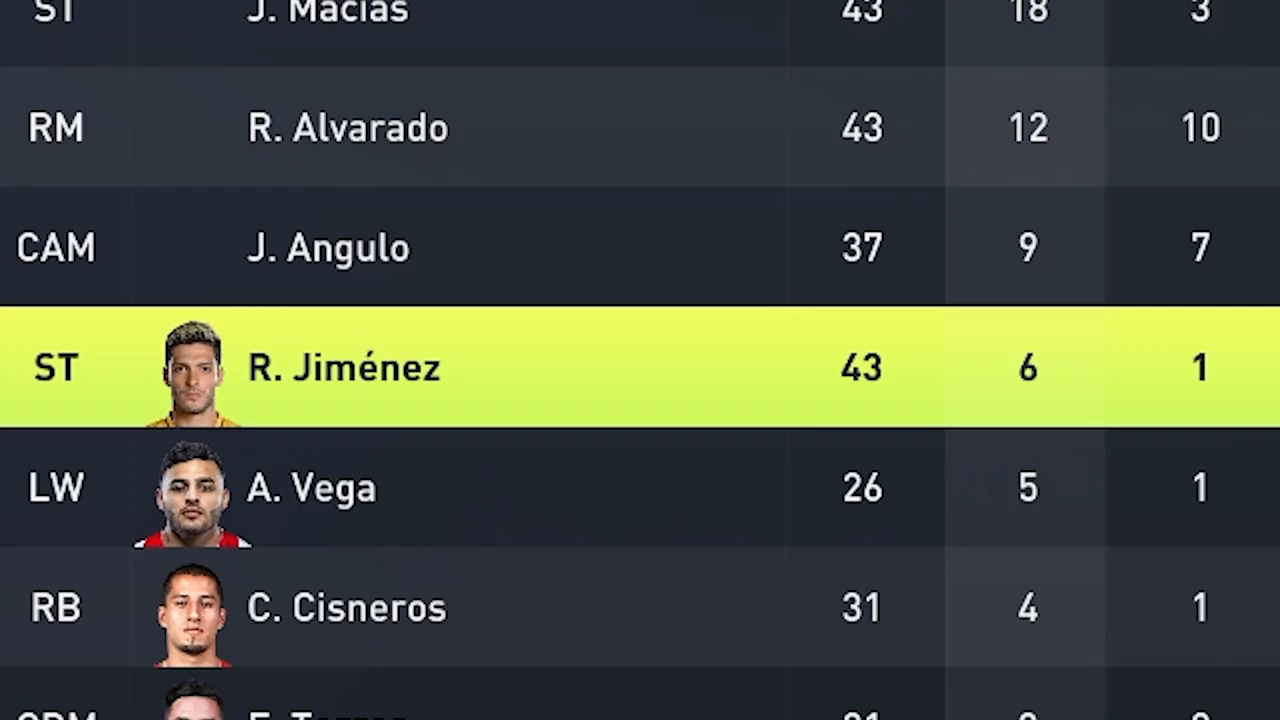 ST J. Macías 43 18 3
RM R. Alvarado 43 12 10
CAM J. Angulo 37 9 7
ST R. Jiménez 43 6 1
LW A. Vega 26 5 1
RB C. Cisneros 31 4 1